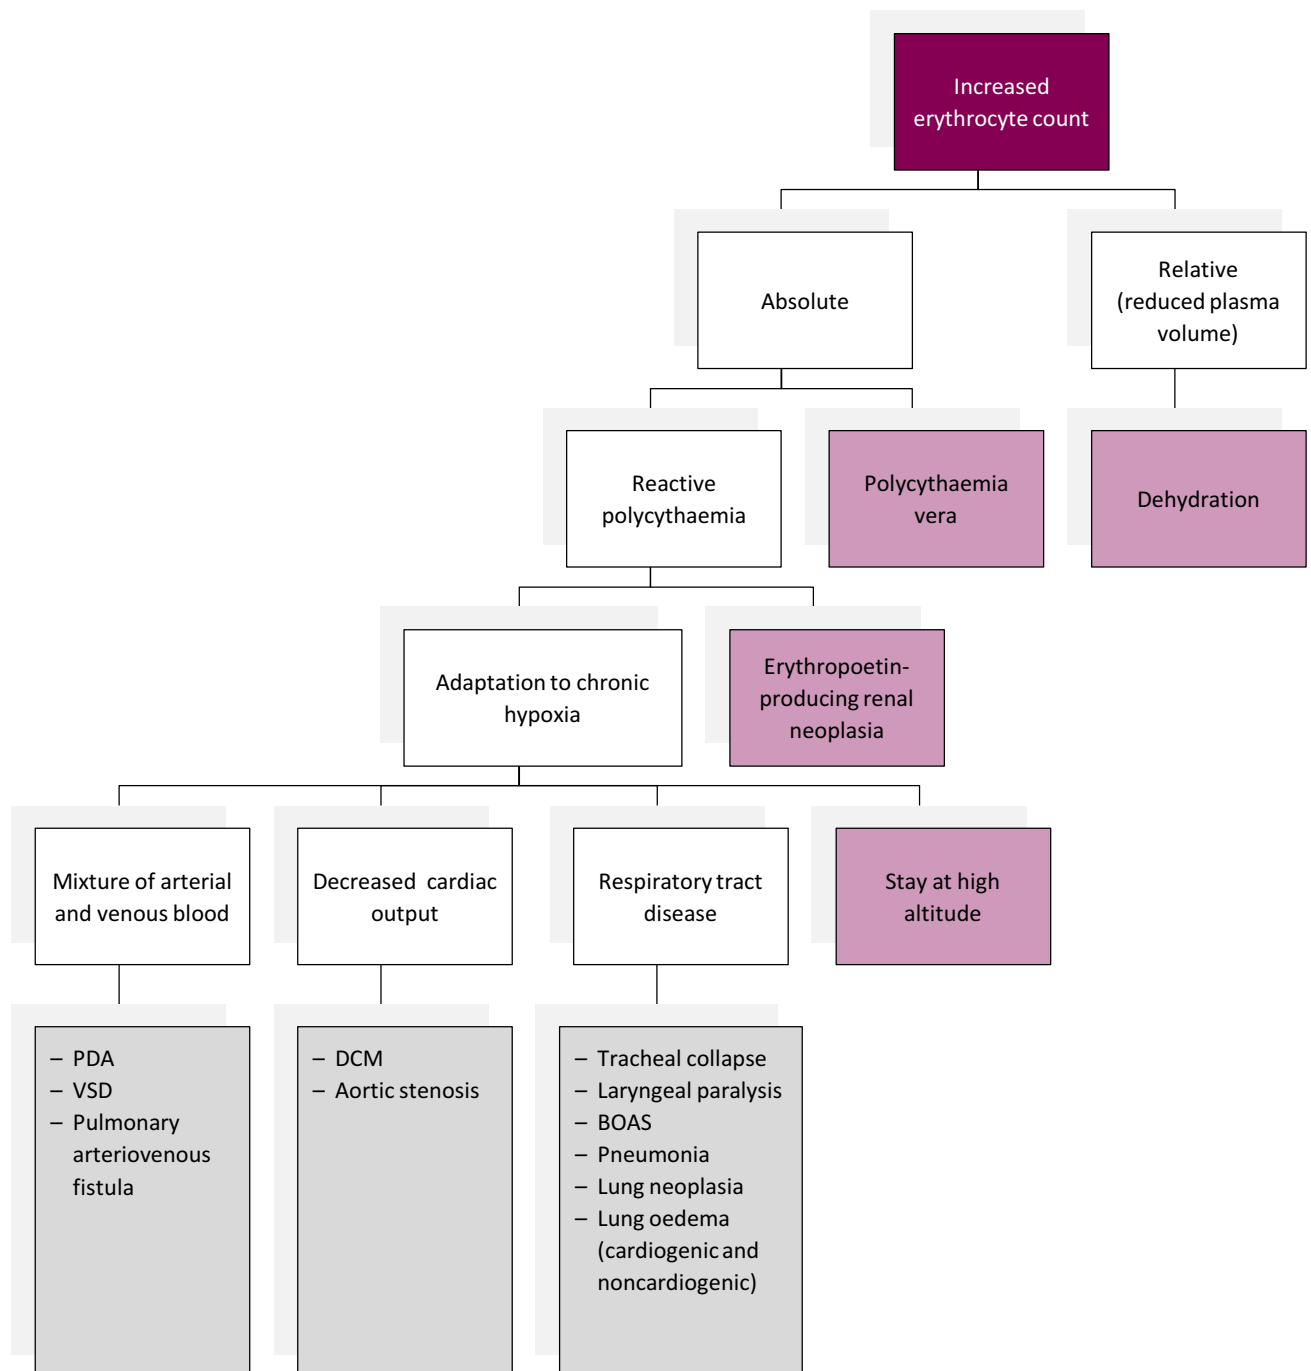 Increased
erythrocyte count
Absolute
Relative
(reduced plasma
volume)
Reactive
polycythaemia
Polycythaemia
vera
Dehydration
Adaptation to chronic
hypoxia
Erythropoetin-
producing renal
neoplasia
Mixture of arterial
and venous blood
Decreased cardiac
output
Respiratory tract
disease
Stay at high
altitude
– PDA
– VSD
– Pulmonary
arteriovenous
fistula
– DCM
– Aortic stenosis
– Tracheal collapse
– Laryngeal paralysis
– BOAS
– Pneumonia
– Lung neoplasia
– Lung oedema
(cardiogenic and
noncardiogenic)